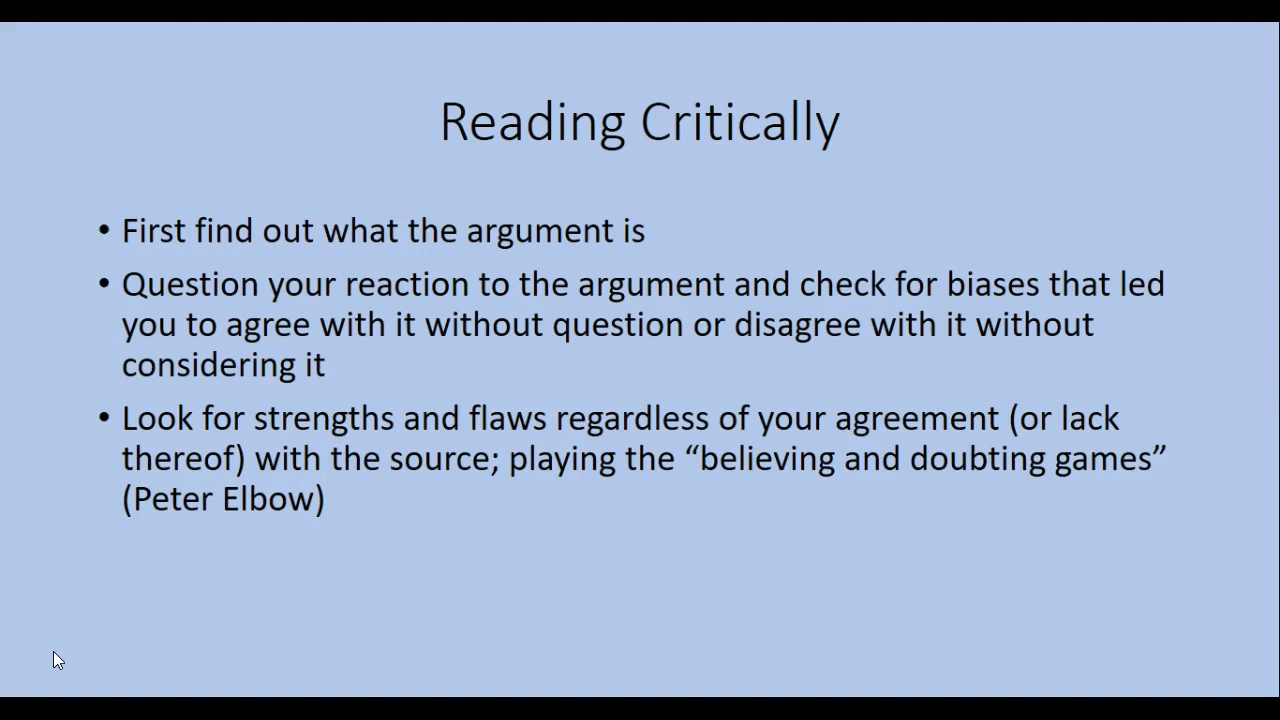 Reading Critically
• First find out what the argument is
• Question your reaction to the argument and check for biases that led
you to agree with it without question or disagree with it without
considering it
• Look for strengths and flaws regardless of your agreement (or lack
thereof) with the source; playing the “believing and doubting games”
(Peter Elbow)